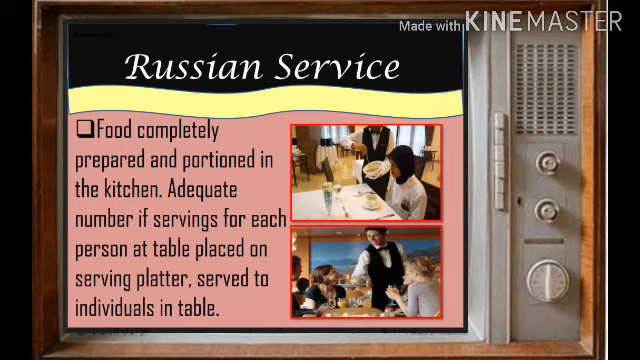 Made with KINEMASTER
Russian Service
❑Food completely
prepared and portioned in
the kitchen. Adequate
number if servings for each
person at table placed on
serving platter, served to
individuals in table.